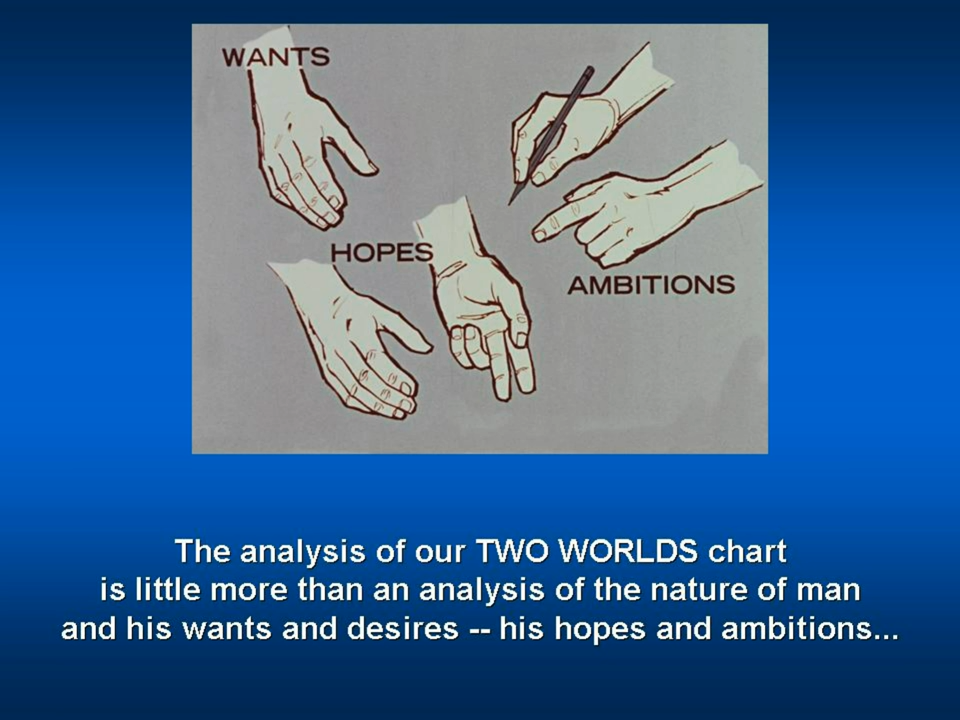 WANTS
HOPES
AMBITIONS
The analysis of our TWO WORLDS chart
is little more than an analysis of the nature of man
and his wants and desires -- his hopes and ambitions...